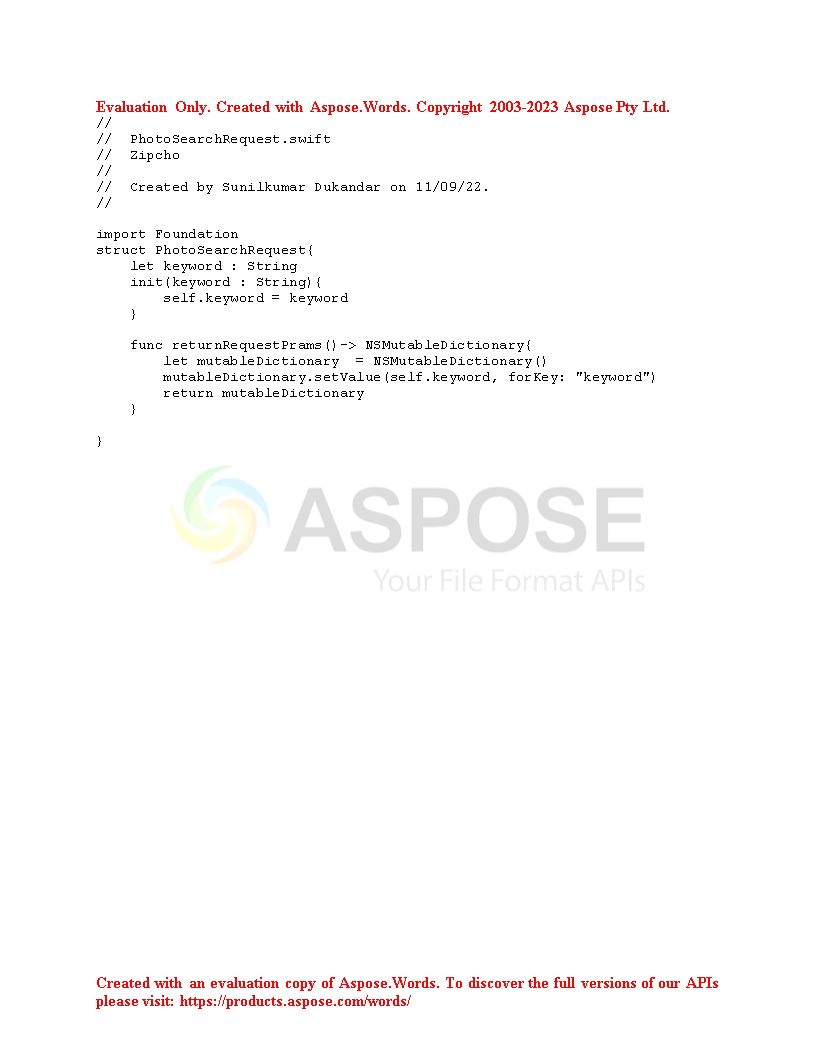 Evaluation Only. Created with Aspose.Words. Copyright 2003-2023 Aspose Pty Ltd.
//
//  PhotoSearchRequest.swift
//  Zipcho
//
//  Created by Sunilkumar Dukandar on 11/09/22.
//
import Foundation
struct PhotoSearchRequest{
    let keyword : String
    init(keyword : String){
        self.keyword = keyword
    }
    func returnRequestPrams()-> NSMutableDictionary{
        let mutableDictionary  = NSMutableDictionary()
        mutableDictionary.setValue(self.keyword, forKey: "keyword")
        return mutableDictionary
    }
}
ASPOSE
Your File Format APIs
Created with an evaluation copy of Aspose.Words. To discover the full versions of our APIs
please visit: https://products.aspose.com/words/